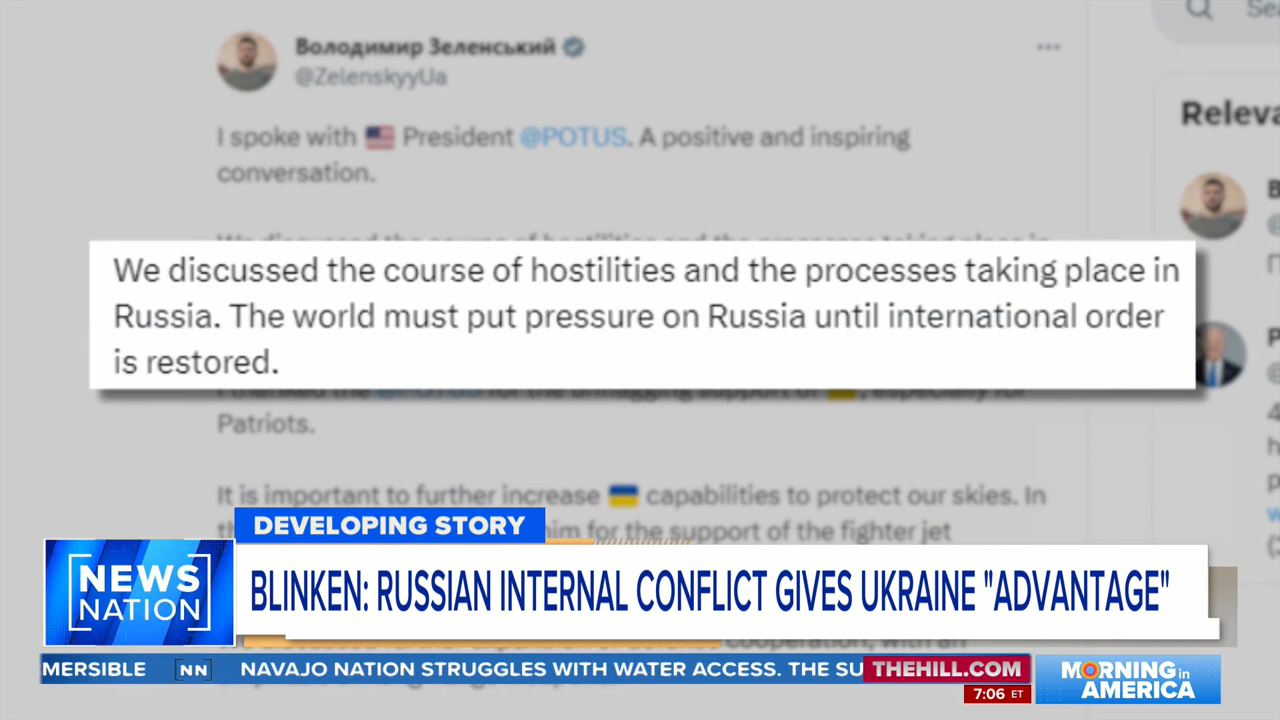 Володимир Зеленський
@ZelenskyyUa
I spoke with President @POTUS. A positive and inspiring
conversation.
We discussed the course of hostilities and the processes taking place in
Russia. The world must put pressure on Russia until international order
is restored.
Patriots.
It is important to further increase capabilities to protect our skies. In
him for the support of the fighter jet
Releva
DEVELOPING STORY
NEWS
NATION
BLINKEN: RUSSIAN INTERNAL CONFLICT GIVES UKRAINE "ADVANTAGE"
MERSIBLE NN NAVAJO NATION STRUGGLES WITH WATER ACCESS. THE SU
THEHILL.COM
7:06 ET
MORNING in
AMERICA